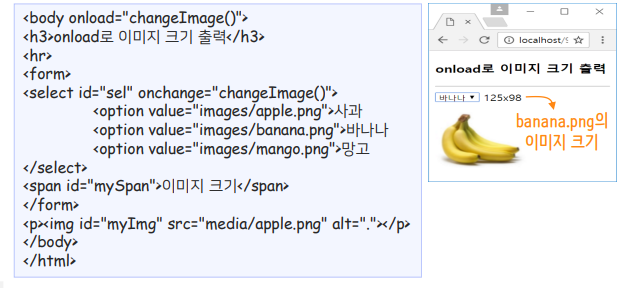 <body onload="changeImage()">
<h3>onload로 이미지 크기 출력</h3>
<hr>
<form>
<select id="sel" onchange="changeImage()">
<option value="images/apple.png">사과
<option value="images/banana.png">바나나
<option value="images/mango.png">망고
</select>
<span id="mySpan">이미지 크기</span>
</form>
<p><img id="myImg" src="media/apple.png" alt="."></p>
</body>
</html>
localhost/
onload로 이미지 크기 출력
바나나 125x98
banana.png의
이미지 크기